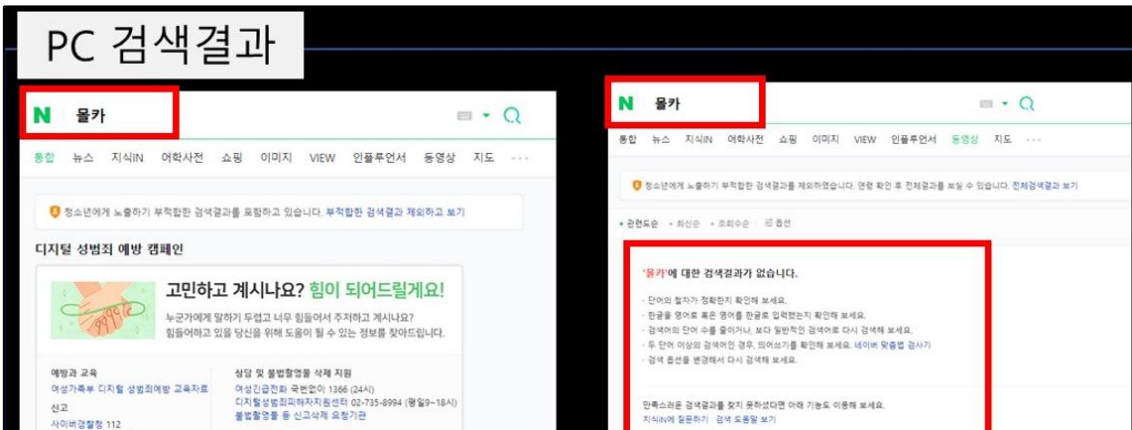 PC 검색결과
N 몰카
통합 뉴스 지식iN 어학사전 쇼핑 이미지 VIEW 인플루언서 동영상 지도 ...
청소년에게 노출하기 부적합한 검색결과를 포함하고 있습니다. 부적합한 검색결과 제외하고 보기
디지털 성범죄 예방 캠페인
고민하고 계시나요? 힘이 되어드릴게요!
누군가에게 말하기 두렵고 너무 힘들어서 주저하고 계시나요?
힘들어하고 있을 당신을 위해 도움이 될 수 있는 정보를 찾아드립니다.
예방과 교육
여성가족부 디지털 성범죄예방 교육자료
신고
사이버경찰청 112
상담 및 불법촬영물 삭제 지원
여성긴급전화 국번없이 1366 (24시)
디지털성범죄피해자지원센터 02-735-8994 (평일9~18시)
불법촬영물 등 신고삭제 요청기관
N 몰카
통합 뉴스 지식iN 어학사전 쇼핑 이미지 VIEW 인플루언서 동영상 지도 ...
청소년에게 노출하기 부적합한 검색결과를 제외하였습니다. 연령 확인 후 전체결과를 보실 수 있습니다. 전체검색결과 보기
• 관련도순 • 최신순 • 조회수순 옵션
'몰카'에 대한 검색결과가 없습니다.
· 단어의 철자가 정확한지 확인해 보세요.
· 한글을 영어로 혹은 영어를 한글로 입력했는지 확인해 보세요.
· 검색어의 단어 수를 줄이거나, 보다 일반적인 검색어로 다시 검색해 보세요.
· 두 단어 이상의 검색어인 경우, 띄어쓰기를 확인해 보세요. 네이버 맞춤법 검사기
· 검색 옵션을 변경해서 다시 검색해 보세요.
만족스러운 검색결과를 찾지 못하셨다면 아래 기능도 이용해 보세요.
지식iN에 질문하기 검색 도움말 보기